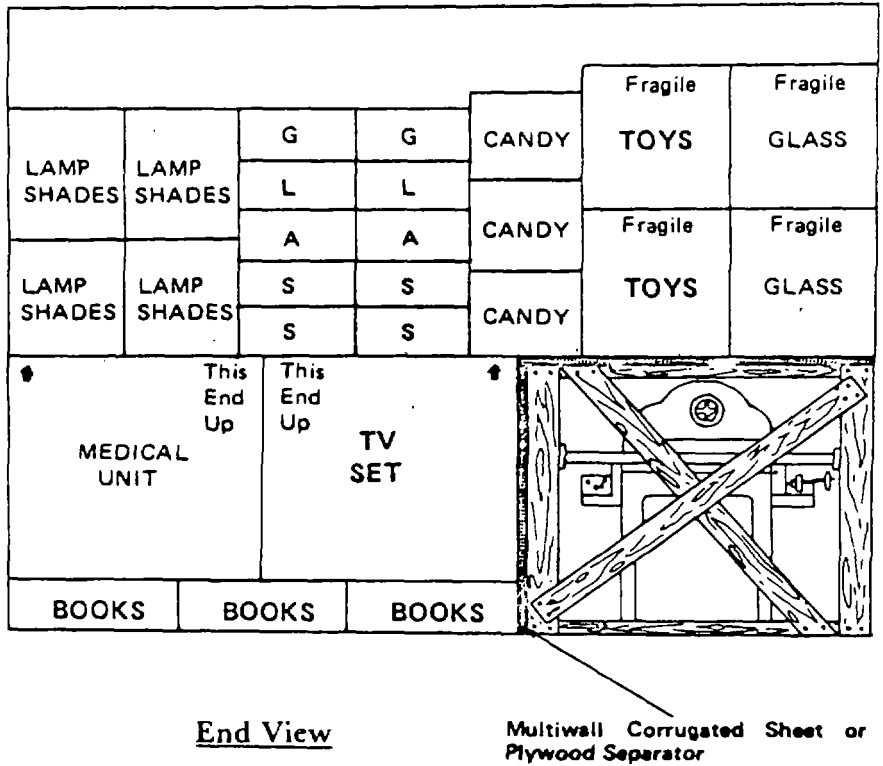 Fragile
Fragile
G
G
CANDY
TOYS
GLASS
LAMP
SHADES
LAMP
SHADES
L
L
A
A
CANDY
Fragile
Fragile
LAMP
SHADES
LAMP
SHADES
S
S
TOYS
GLASS
S
S
CANDY
This
End
Up
This
End
Up
MEDICAL
UNIT
TV
SET
BOOKS
BOOKS
BOOKS
End View
Multiwall Corrugated Sheet or
Plywood Separator